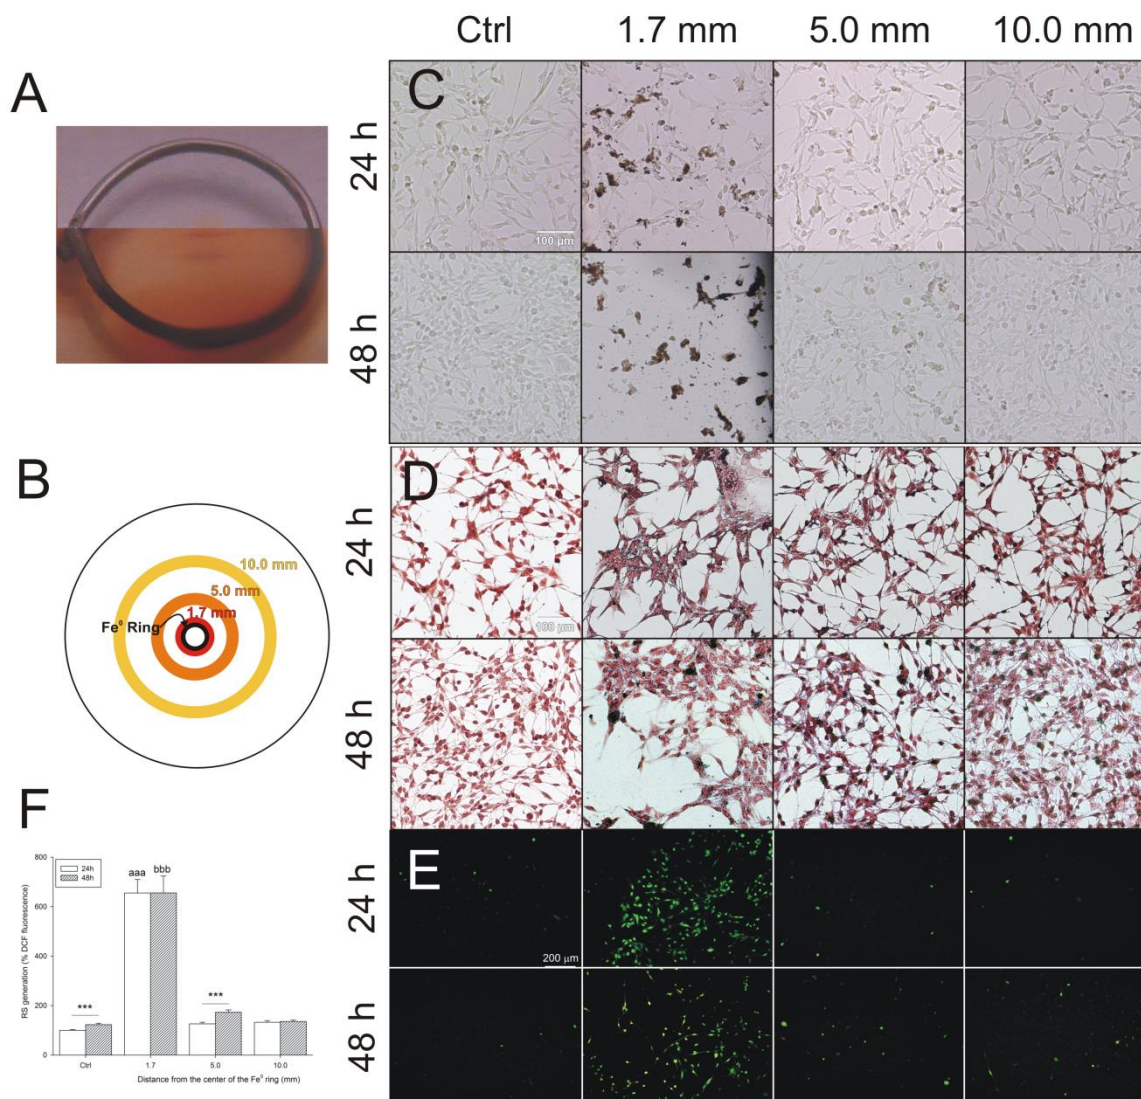 Ctrl
1.7 mm
5.0 mm
10.0 mm
A
C
24 h
100 µm
48 h
B
10.0 mm
5.0 mm
1.7 mm
Fe⁰ Ring
D
24 h
100 µm
48 h
F
800
600
400
200
0
RS generation (% DCF fluorescence)
24h
48h
aaa
bbb
***
***
Ctrl
1.7
5.0
10.0
Distance from the center of the Fe⁰ ring (mm)
E
24 h
200 µm
48 h